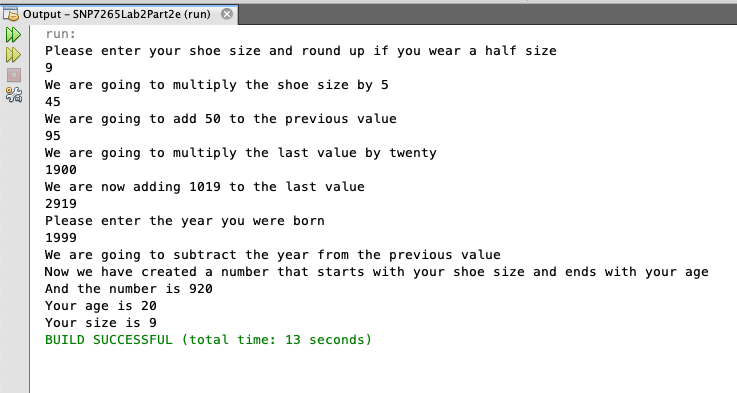 Output – SNP7265Lab2Part2e (run)
run:
Please enter your shoe size and round up if you wear a half size
9
We are going to multiply the shoe size by 5
45
We are going to add 50 to the previous value
95
We are going to multiply the last value by twenty
1900
We are now adding 1019 to the last value
2919
Please enter the year you were born
1999
We are going to subtract the year from the previous value
Now we have created a number that starts with your shoe size and ends with your age
And the number is 920
Your age is 20
Your size is 9
BUILD SUCCESSFUL (total time: 13 seconds)